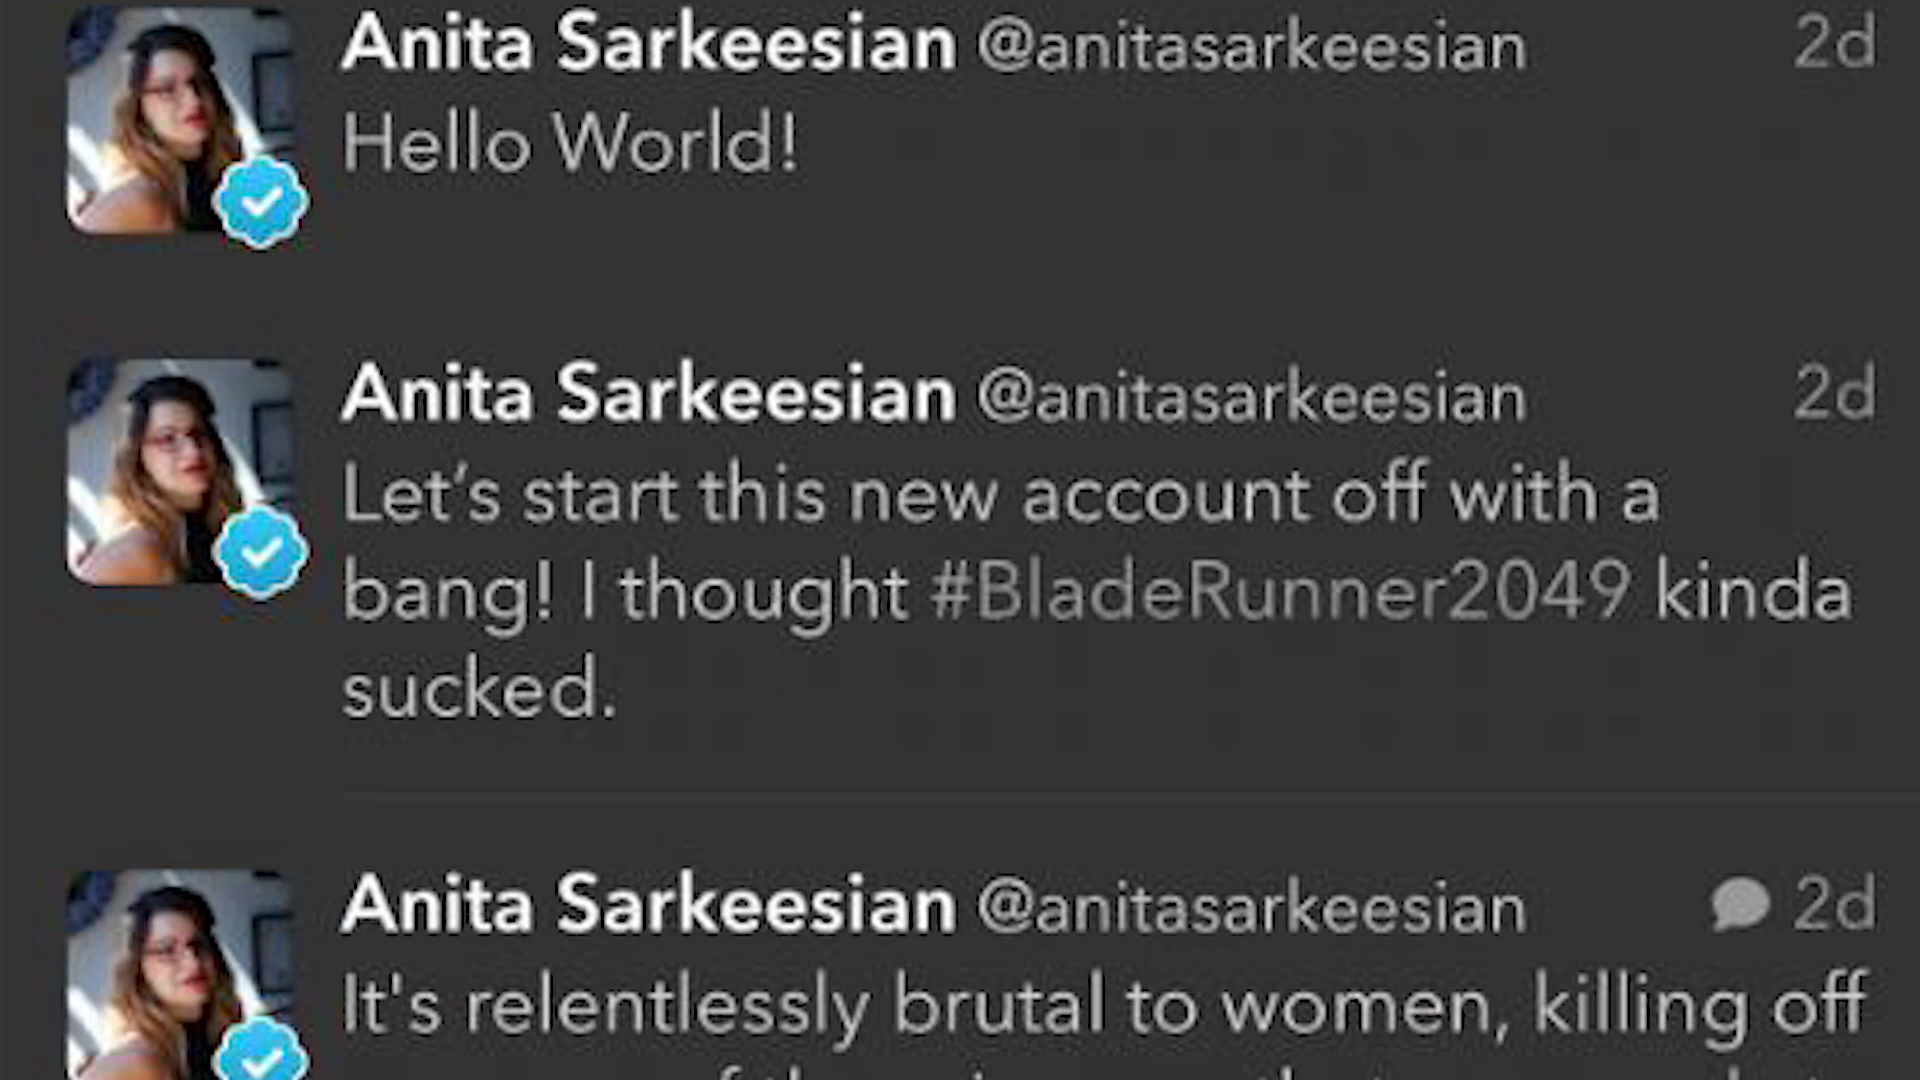 Anita Sarkeesian @anitasarkeesian 2d
Hello World!
Anita Sarkeesian @anitasarkeesian 2d
Let’s start this new account off with a
bang! I thought #BladeRunner2049 kinda
sucked.
Anita Sarkeesian @anitasarkeesian 2d
It's relentlessly brutal to women, killing off